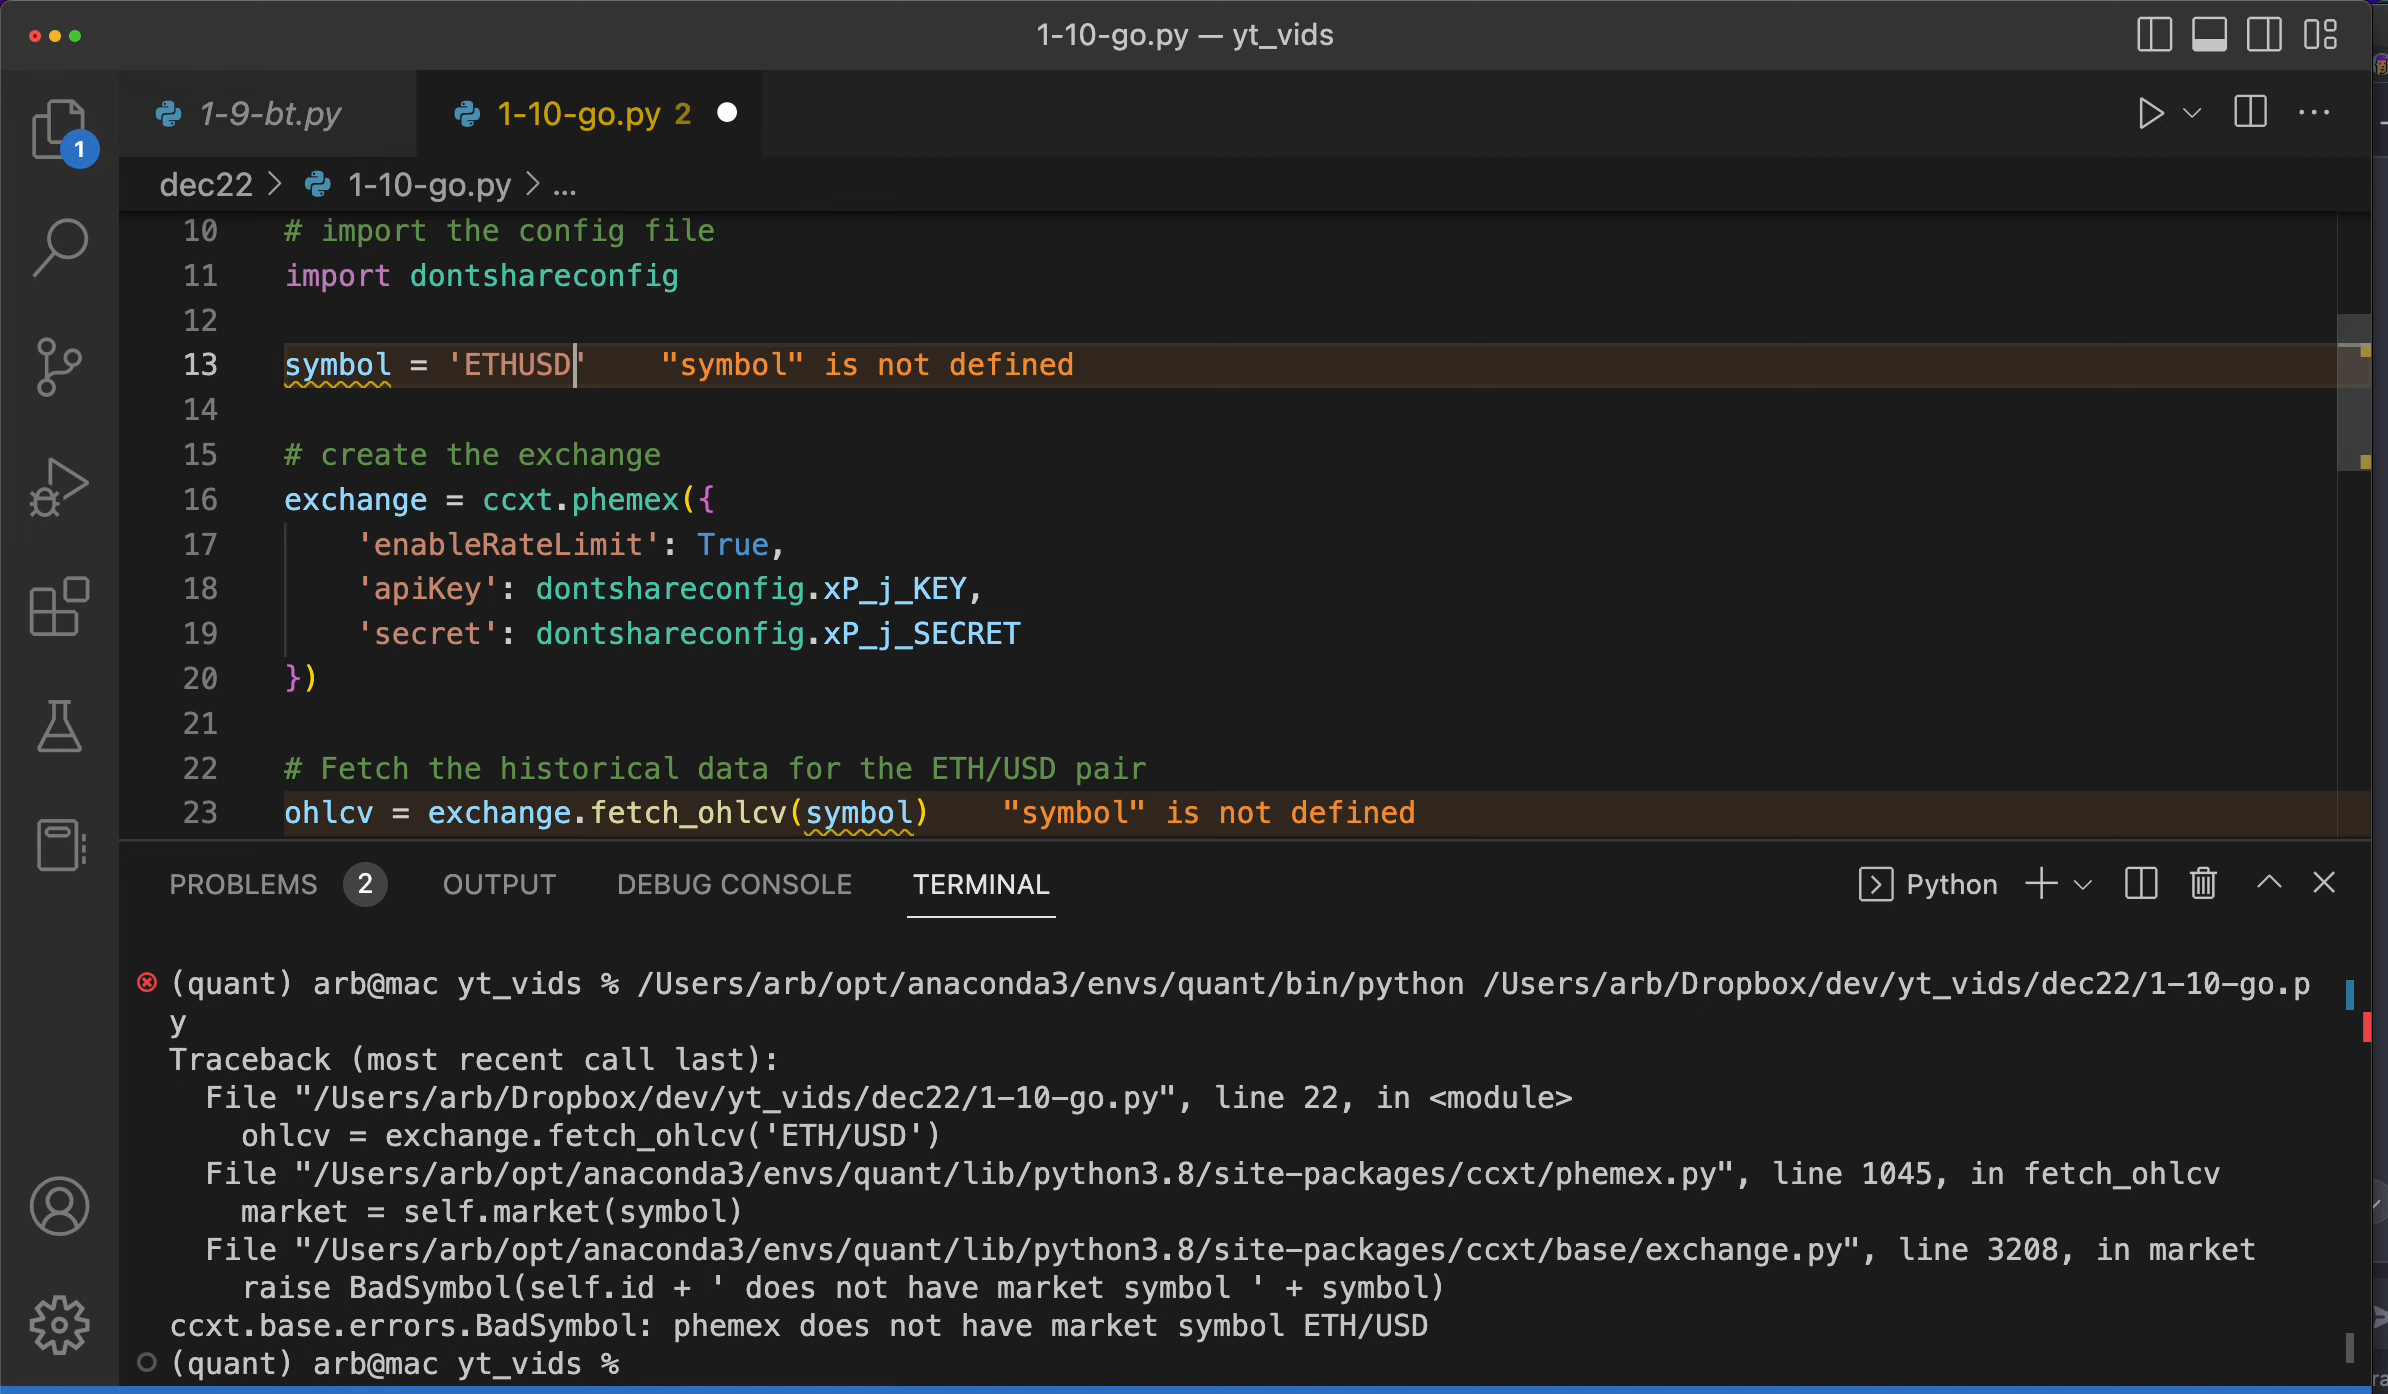 1-10-go.py — yt_vids
1-9-bt.py
1-10-go.py 2
1
dec22 > 1-10-go.py > ...
10 # import the config file
11 import dontshareconfig
12
13 symbol = 'ETHUSD' "symbol" is not defined
14
15 # create the exchange
16 exchange = ccxt.phemex({
17 'enableRateLimit': True,
18 'apiKey': dontshareconfig.xP_j_KEY,
19 'secret': dontshareconfig.xP_j_SECRET
20 })
21
22 # Fetch the historical data for the ETH/USD pair
23 ohlcv = exchange.fetch_ohlcv(symbol) "symbol" is not defined
PROBLEMS 2 OUTPUT DEBUG CONSOLE TERMINAL Python
(quant) arb@mac yt_vids % /Users/arb/opt/anaconda3/envs/quant/bin/python /Users/arb/Dropbox/dev/yt_vids/dec22/1-10-go.p
y
Traceback (most recent call last):
File "/Users/arb/Dropbox/dev/yt_vids/dec22/1-10-go.py", line 22, in <module>
ohlcv = exchange.fetch_ohlcv('ETH/USD')
File "/Users/arb/opt/anaconda3/envs/quant/lib/python3.8/site-packages/ccxt/phemex.py", line 1045, in fetch_ohlcv
market = self.market(symbol)
File "/Users/arb/opt/anaconda3/envs/quant/lib/python3.8/site-packages/ccxt/base/exchange.py", line 3208, in market
raise BadSymbol(self.id + ' does not have market symbol ' + symbol)
ccxt.base.errors.BadSymbol: phemex does not have market symbol ETH/USD
(quant) arb@mac yt_vids %